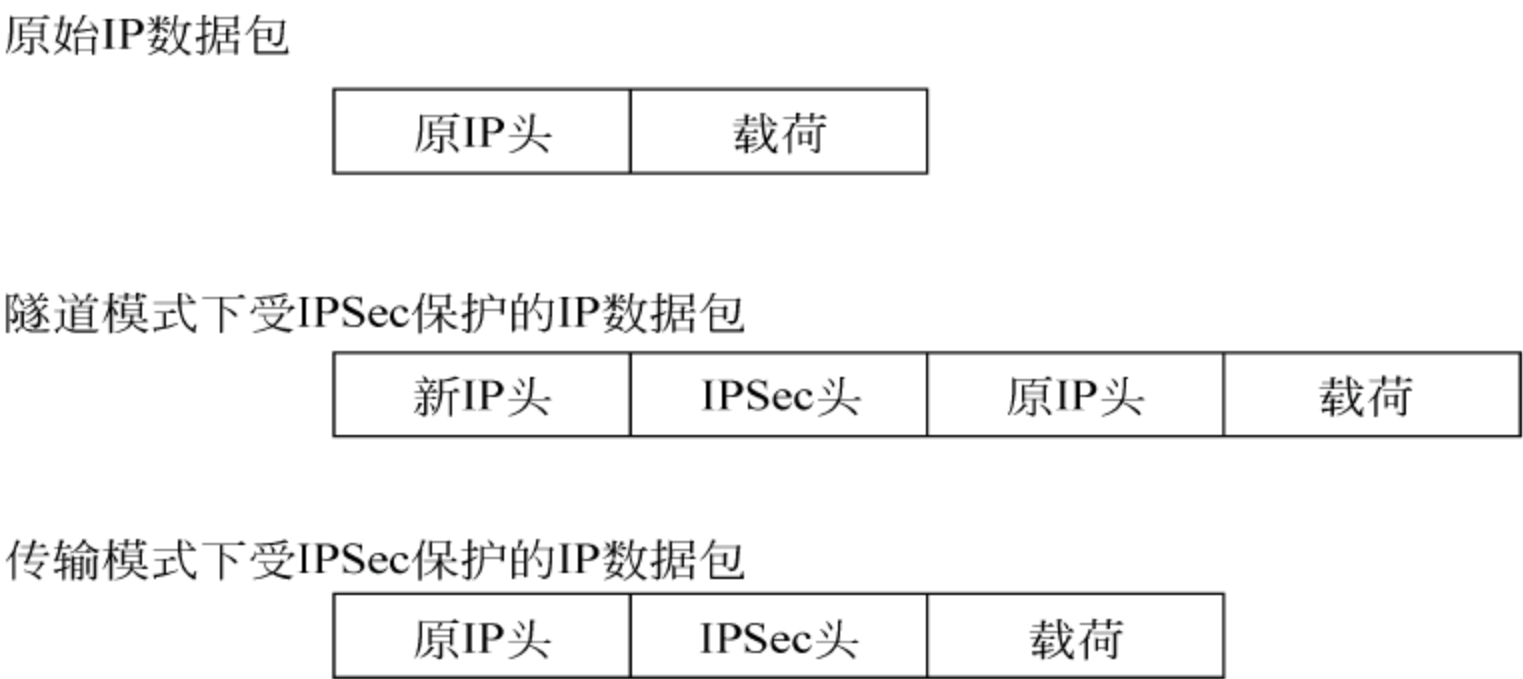 原始IP数据包
原IP头 载荷
隧道模式下受IPSec保护的IP数据包
新IP头 IPSec头 原IP头 载荷
传输模式下受IPSec保护的IP数据包
原IP头 IPSec头 载荷